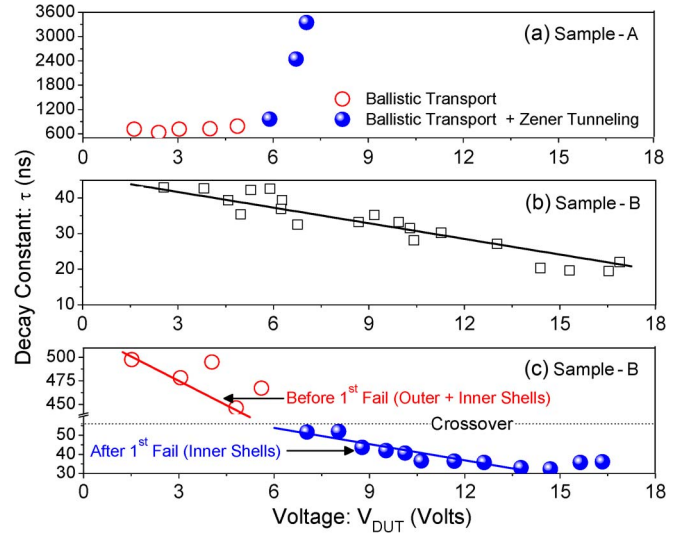 3600
3000
2400
1800
1200
600
(a) Sample-A
Ballistic Transport
Ballistic Transport + Zener Tunneling
0 3 6 9 12 15 18
Decay Constant: τ (ns)
40
30
20
10
(b) Sample-B
0 3 6 9 12 15 18
500
475
450
50
40
30
(c) Sample-B
Before 1st Fail (Outer + Inner Shells)
Crossover
After 1st Fail (Inner Shells)
0 3 6 9 12 15 18
Voltage: VDUT (Volts)